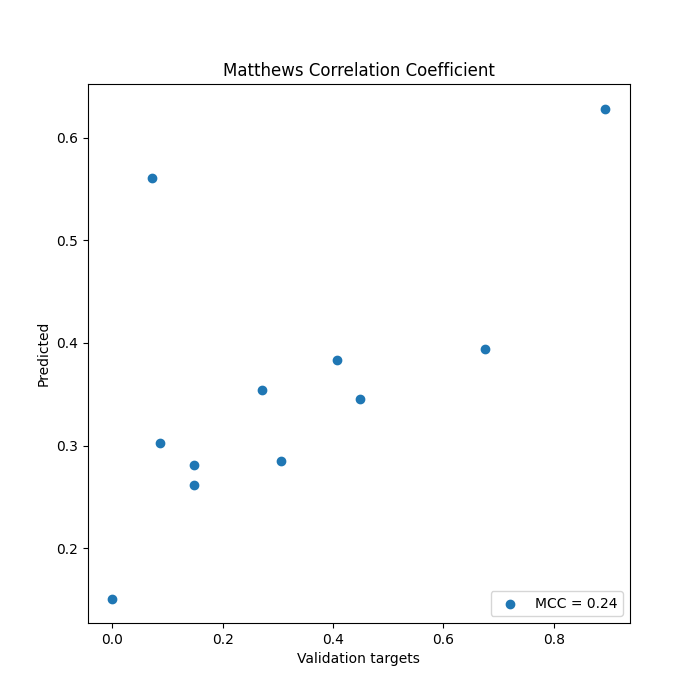 Matthews Correlation Coefficient
0.6
0.5
0.4
0.3
0.2
Predicted
MCC = 0.24
0.0 0.2 0.4 0.6 0.8
Validation targets